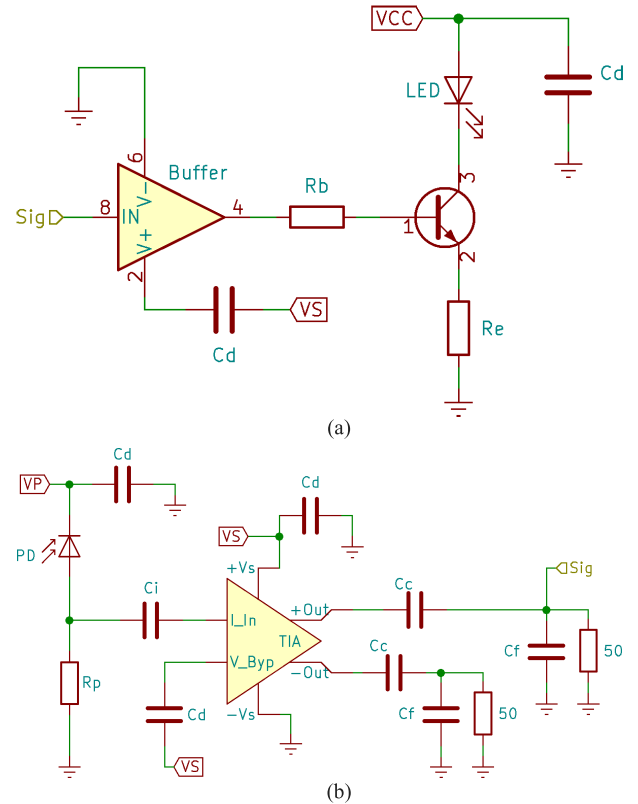 VCC
LED
Cd
6
Buffer
V-
Sig
8
IN
4
Rb
3
1
V+
2
2
Cd
VS
Re
(a)
Cd
Cd
VP
VS
PD
+Vs
Ci
Cc
Sig
I_In
+Out
TIA
Cc
Cf
50
V_Byp
-Out
Rp
Cd
-Vs
Cf
50
VS
(b)